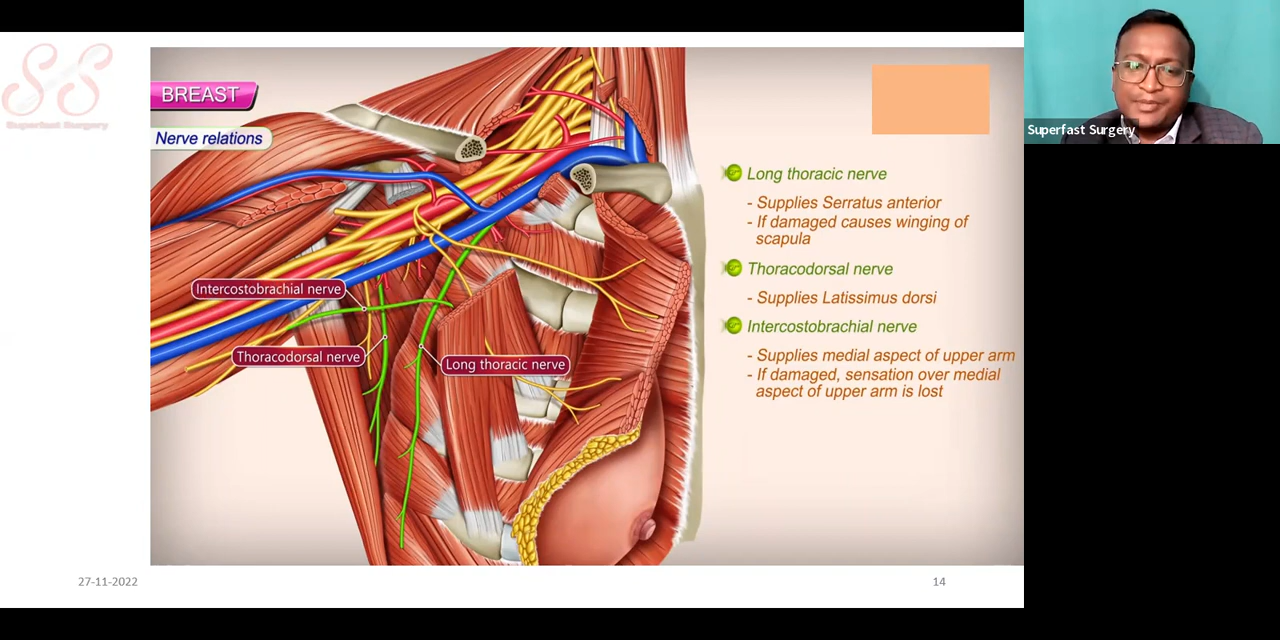 Superfast Surgery
BREAST
Nerve relations
Intercostobrachial nerve
Thoracodorsal nerve
Long thoracic nerve
Long thoracic nerve
- Supplies Serratus anterior
- If damaged causes winging of
scapula
Thoracodorsal nerve
- Supplies Latissimus dorsi
Intercostobrachial nerve
- Supplies medial aspect of upper arm
- If damaged, sensation over medial
aspect of upper arm is lost
27-11-2022
14
Superfast Surgery